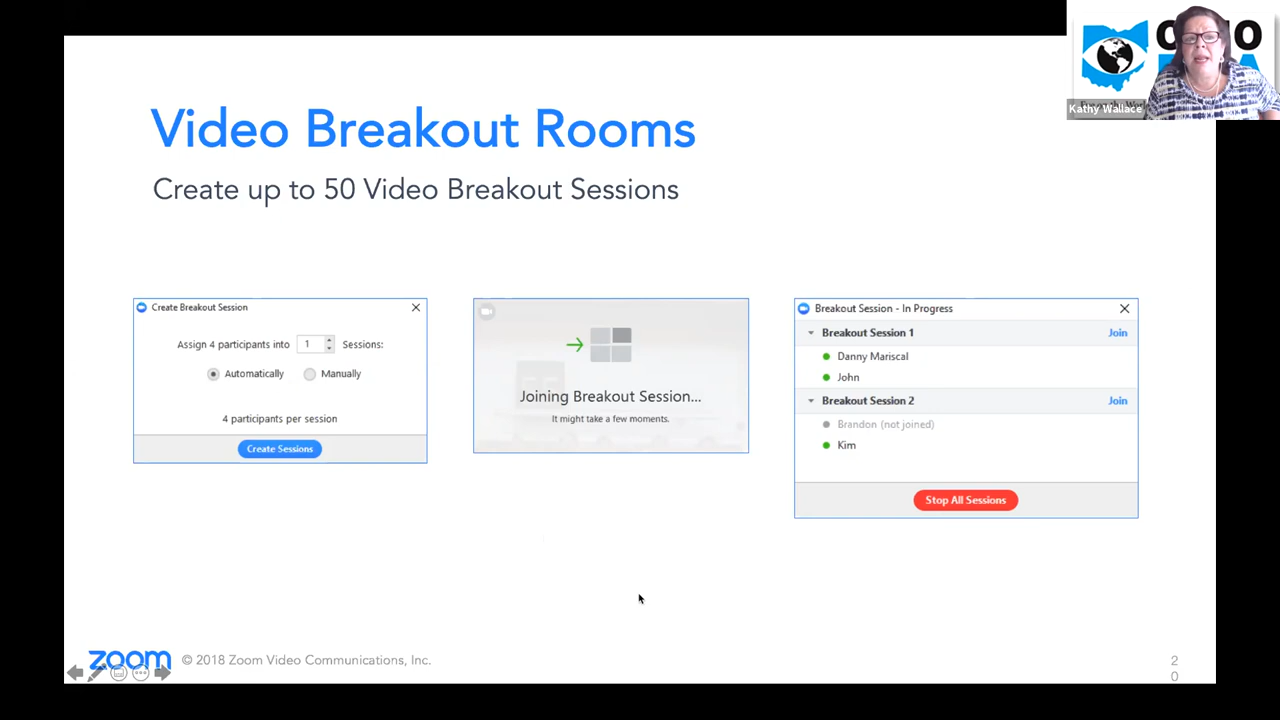 Video Breakout Rooms
Create up to 50 Video Breakout Sessions
Kathy Wallace
Create Breakout Session
Assign 4 participants into 1 Sessions:
Automatically Manually
4 participants per session
Create Sessions
Joining Breakout Session...
It might take a few moments.
Breakout Session - In Progress
Breakout Session 1 Join
Danny Mariscal
John
Breakout Session 2 Join
Brandon (not joined)
Kim
Stop All Sessions
zoom © 2018 Zoom Video Communications, Inc.
2
0